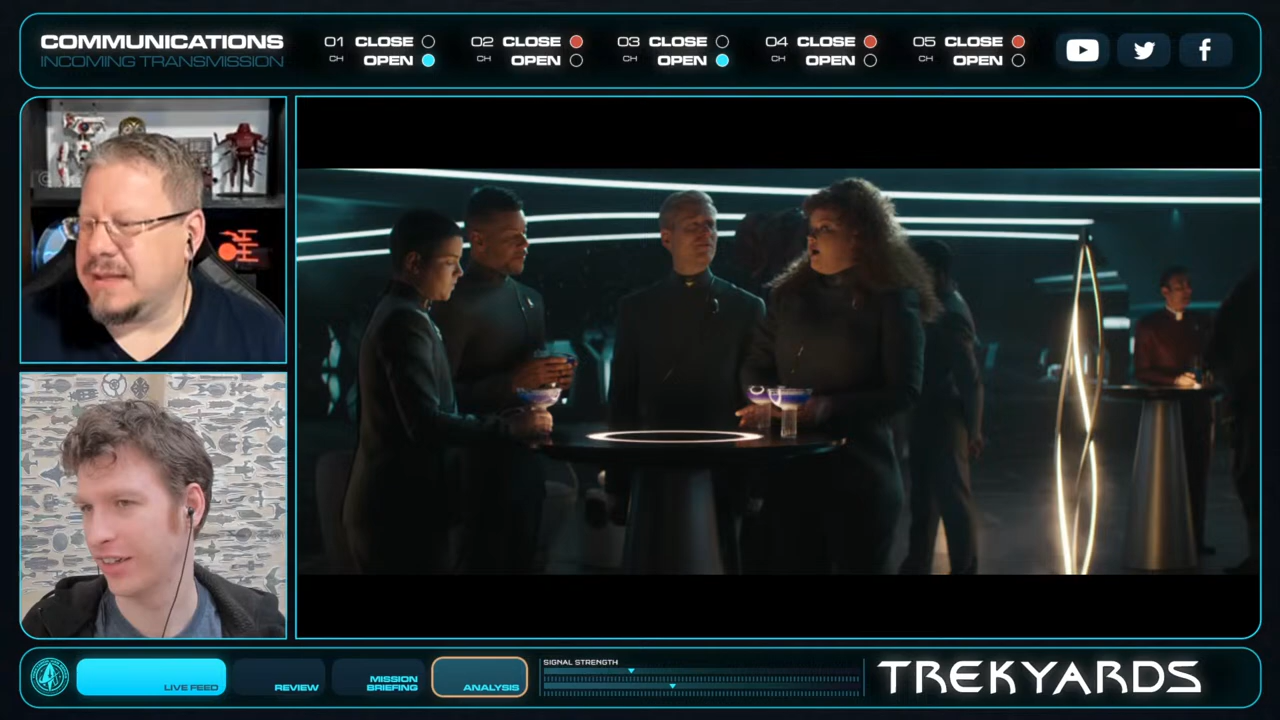 COMMUNICATIONS
INCOMING TRANSMISSION
01 CLOSE
CH OPEN
02 CLOSE
CH OPEN
03 CLOSE
CH OPEN
04 CLOSE
CH OPEN
05 CLOSE
CH OPEN
LIVE FEED
REVIEW
MISSION
BRIEFING
ANALYSIS
SIGNAL STRENGTH
TREKYARDS